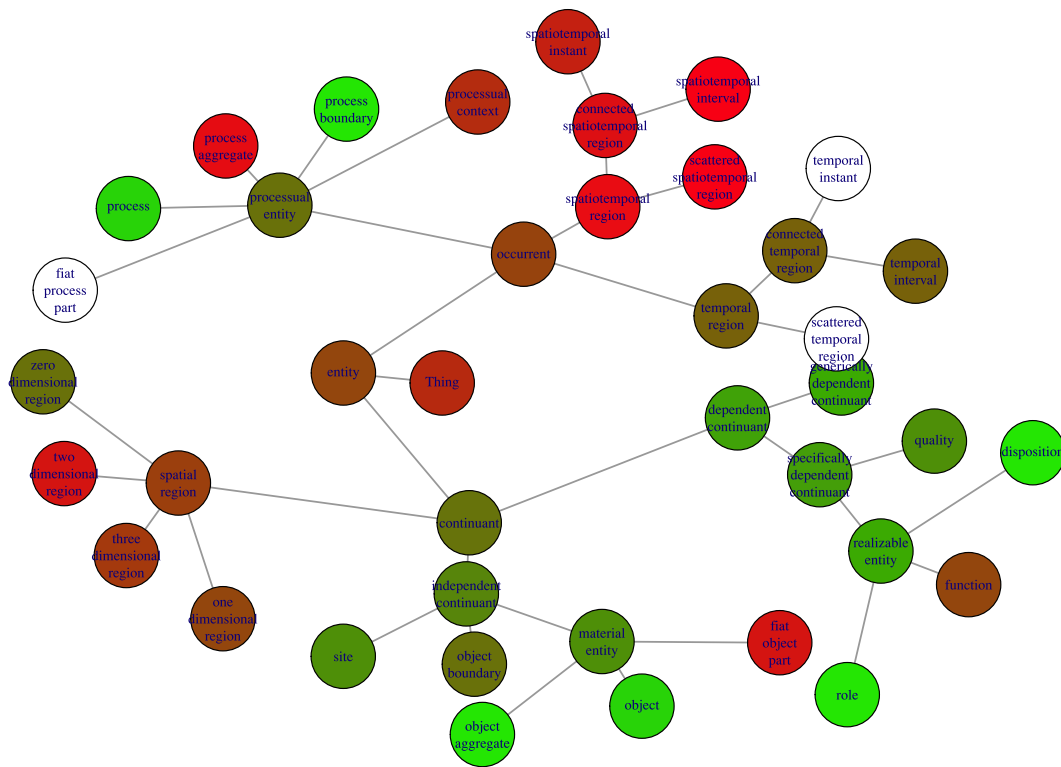 spatiotemporal
instant
process
boundary
processual
context
spatiotemporal
interval
connected
spatiotemporal
region
process
aggregate
scattered
spatiotemporal
region
temporal
instant
process
processual
entity
spatiotemporal
region
fiat
process
part
occurrent
connected
temporal
region
temporal
interval
temporal
region
scattered
temporal
region
zero
dimensional
region
entity
Thing
generically
dependent
continuant
dependent
continuant
quality
disposition
two
dimensional
region
spatial
region
specifically
dependent
continuant
continuant
three
dimensional
region
realizable
entity
function
independent
continuant
one
dimensional
region
site
object
boundary
material
entity
fiat
object
part
role
object
object
aggregate